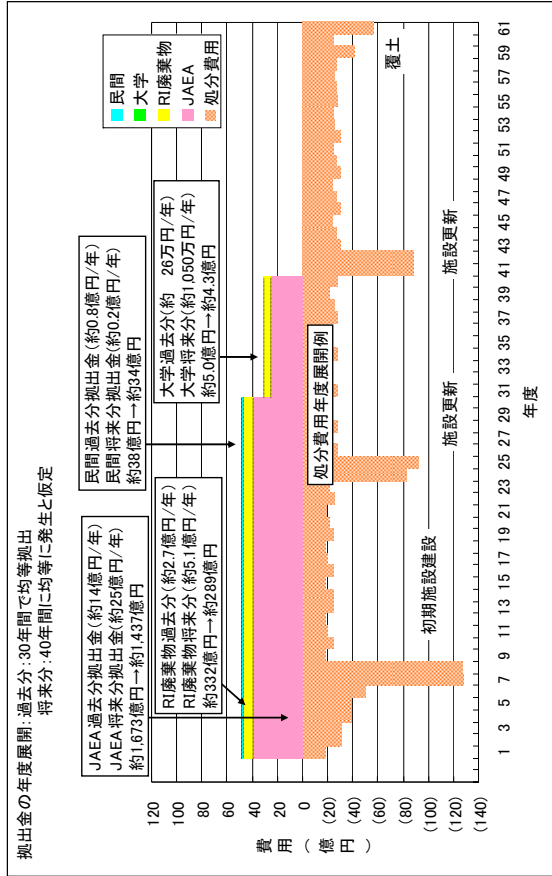 拠出金の年度展開:過去分:30年間で均等拠出
将来分:40年間に均等に発生と仮定
JAEA過去分拠出金(約14億円/年)
JAEA将来分拠出金(約25億円/年)
約1,673億円→約1,437億円
RI廃棄物過去分(約2.7億円/年)
RI廃棄物将来分(約5.1億円/年)
約332億円→約289億円
民間過去分拠出金(約0.8億円/年)
民間将来分拠出金(約0.2億円/年)
約38億円→約34億円
大学過去分(約 26万円/年)
大学将来分(約1,050万円/年)
約5.0億円→約4.3億円
民間
大学
RI廃棄物
JAEA
処分費用
費用(億円)
120
100
80
60
40
20
0
(20)
(40)
(60)
(80)
(100)
(120)
(140)
処分費用年度展開例
初期施設建設
施設更新
施設更新
覆土
1 3 5 7 9 11 13 15 17 19 21 23 25 27 29 31 33 35 37 39 41 43 45 47 49 51 53 55 57 59 61
年度